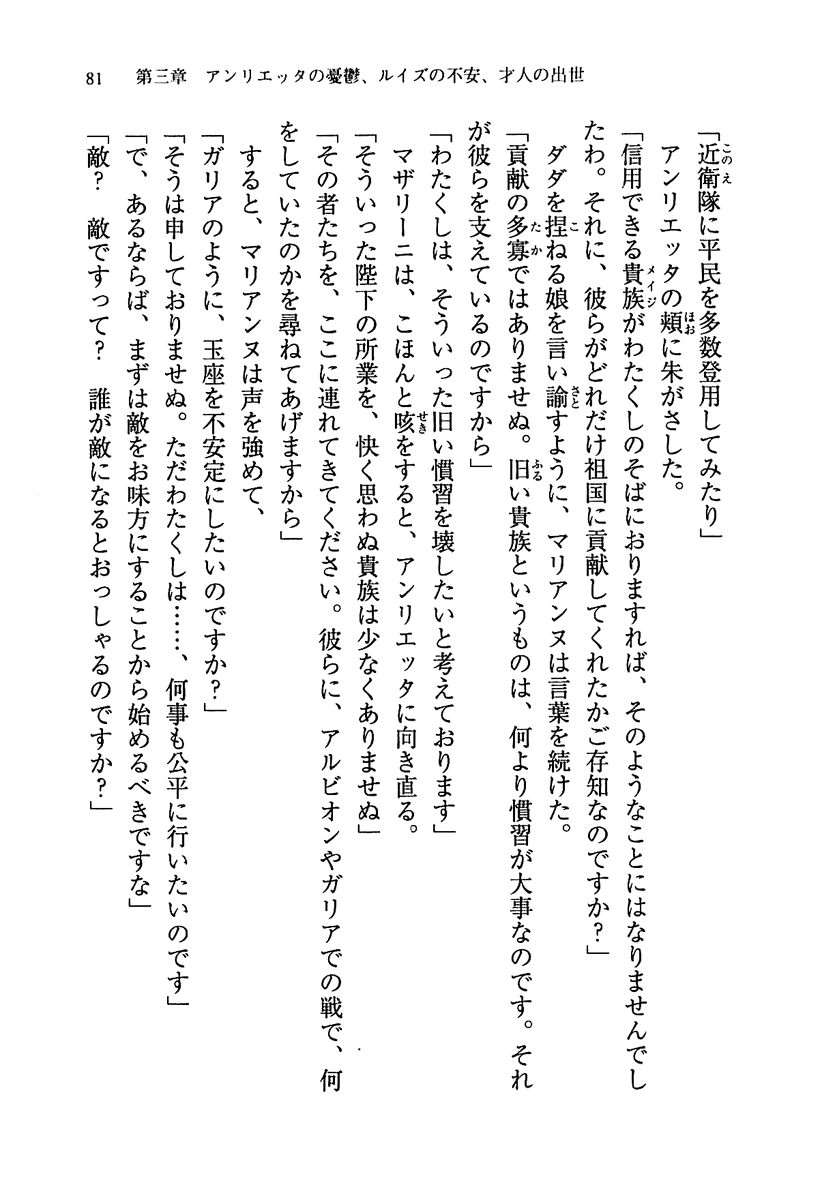 81 第三章 アンリエッタの憂鬱、ルイズの不安、才人の出世
「近衛隊に平民を多数登用してみたり」
アンリエッタの頬に朱がさした。
「信用できる貴族がわたくしのそばにおりますれば、そのようなことにはなりませんでし
たわ。それに、彼らがどれだけ祖国に貢献してくれたかご存知なのですか？」
ダダを捏ねる娘を言い諭すように、マリアンヌは言葉を続けた。
「貢献の多寡ではありませぬ。旧い貴族というものは、何より慣習が大事なのです。それ
が彼らを支えているのですから」
「わたくしは、そういった旧い慣習を壊したいと考えております」
マザリーニは、こほんと咳をすると、アンリエッタに向き直る。
「そういった陛下の所業を、快く思わぬ貴族は少なくありませぬ」
「その者たちを、ここに連れてきてください。彼らに、アルビオンやガリアでの戦で、何
をしていたのかを尋ねてあげますから」
すると、マリアンヌは声を強めて、
「ガリアのように、玉座を不安定にしたいのですか？」
「そうは申しておりませぬ。ただわたくしは……、何事も公平に行いたいのです」
「で、あるならば、まずは敵をお味方にすることから始めるべきですな」
「敵？ 敵ですって？ 誰が敵になるとおっしゃるのですか？」